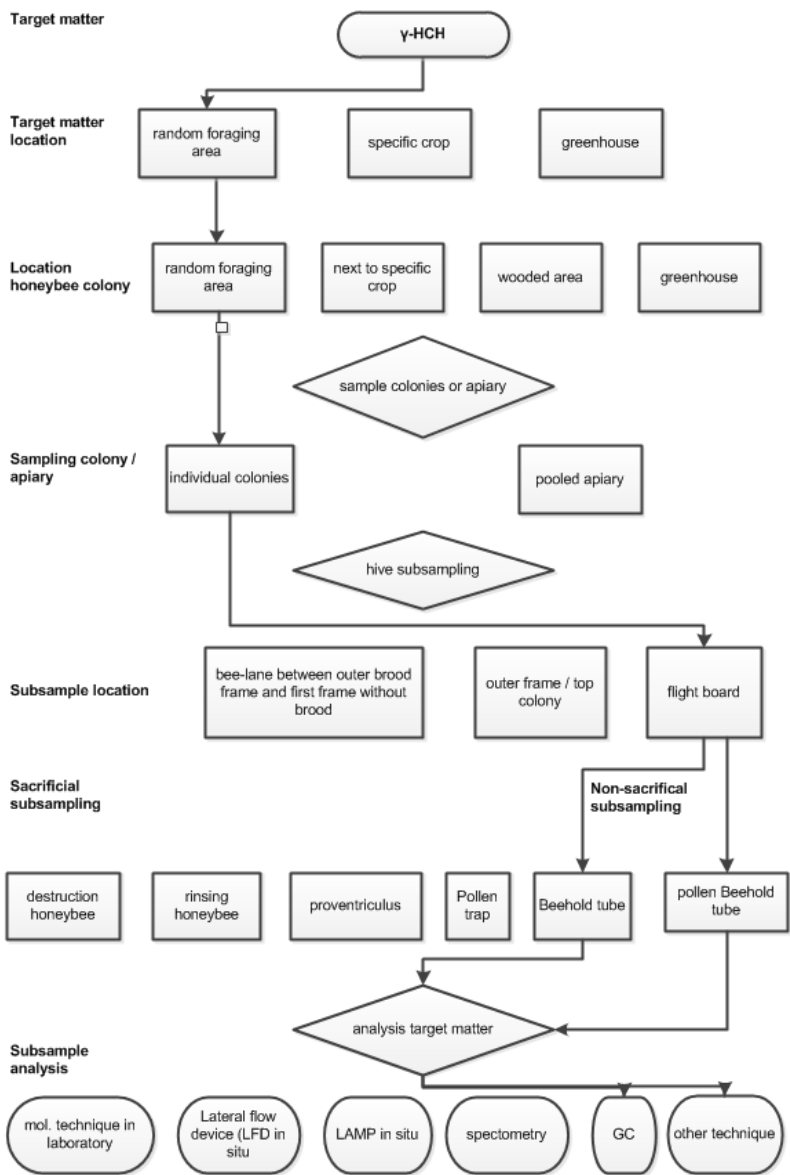 Target matter
γ-HCH
Target matter
location
random foraging
area
specific crop
greenhouse
Location
honeybee colony
random foraging
area
next to specific
crop
wooded area
greenhouse
sample colonies or apiary
Sampling colony /
apiary
individual colonies
pooled apiary
hive subsampling
Subsample location
bee-lane between outer brood
frame and first frame without
brood
outer frame / top
colony
flight board
Sacrificial
subsampling
Non-sacrifical
subsampling
destruction
honeybee
rinsing
honeybee
proventriculus
Pollen
trap
Beehold tube
pollen Beehold
tube
analysis target matter
Subsample
analysis
mol. technique in
laboratory
Lateral flow
device (LFD in
situ
LAMP in situ
spectometry
GC
other technique